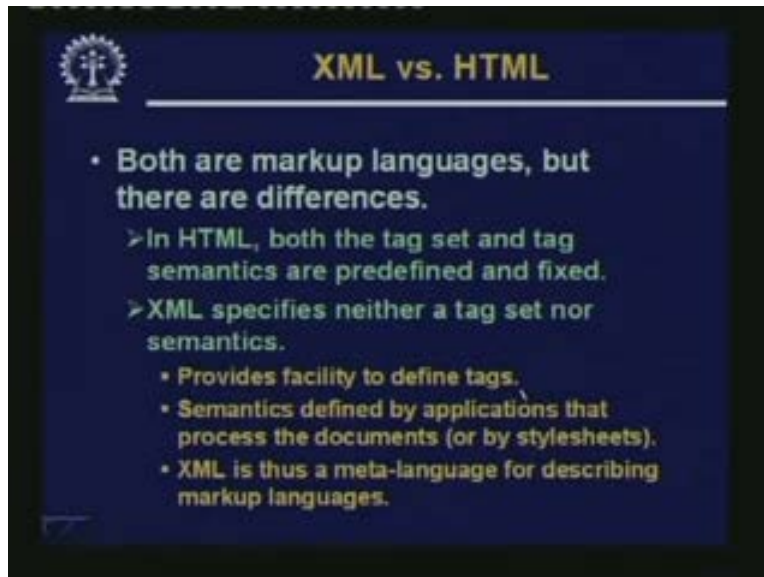 XML vs. HTML
• Both are markup languages, but
there are differences.
➢In HTML, both the tag set and tag
semantics are predefined and fixed.
➢XML specifies neither a tag set nor
semantics.
▪ Provides facility to define tags.
▪ Semantics defined by applications that
process the documents (or by stylesheets).
▪ XML is thus a meta-language for describing
markup languages.